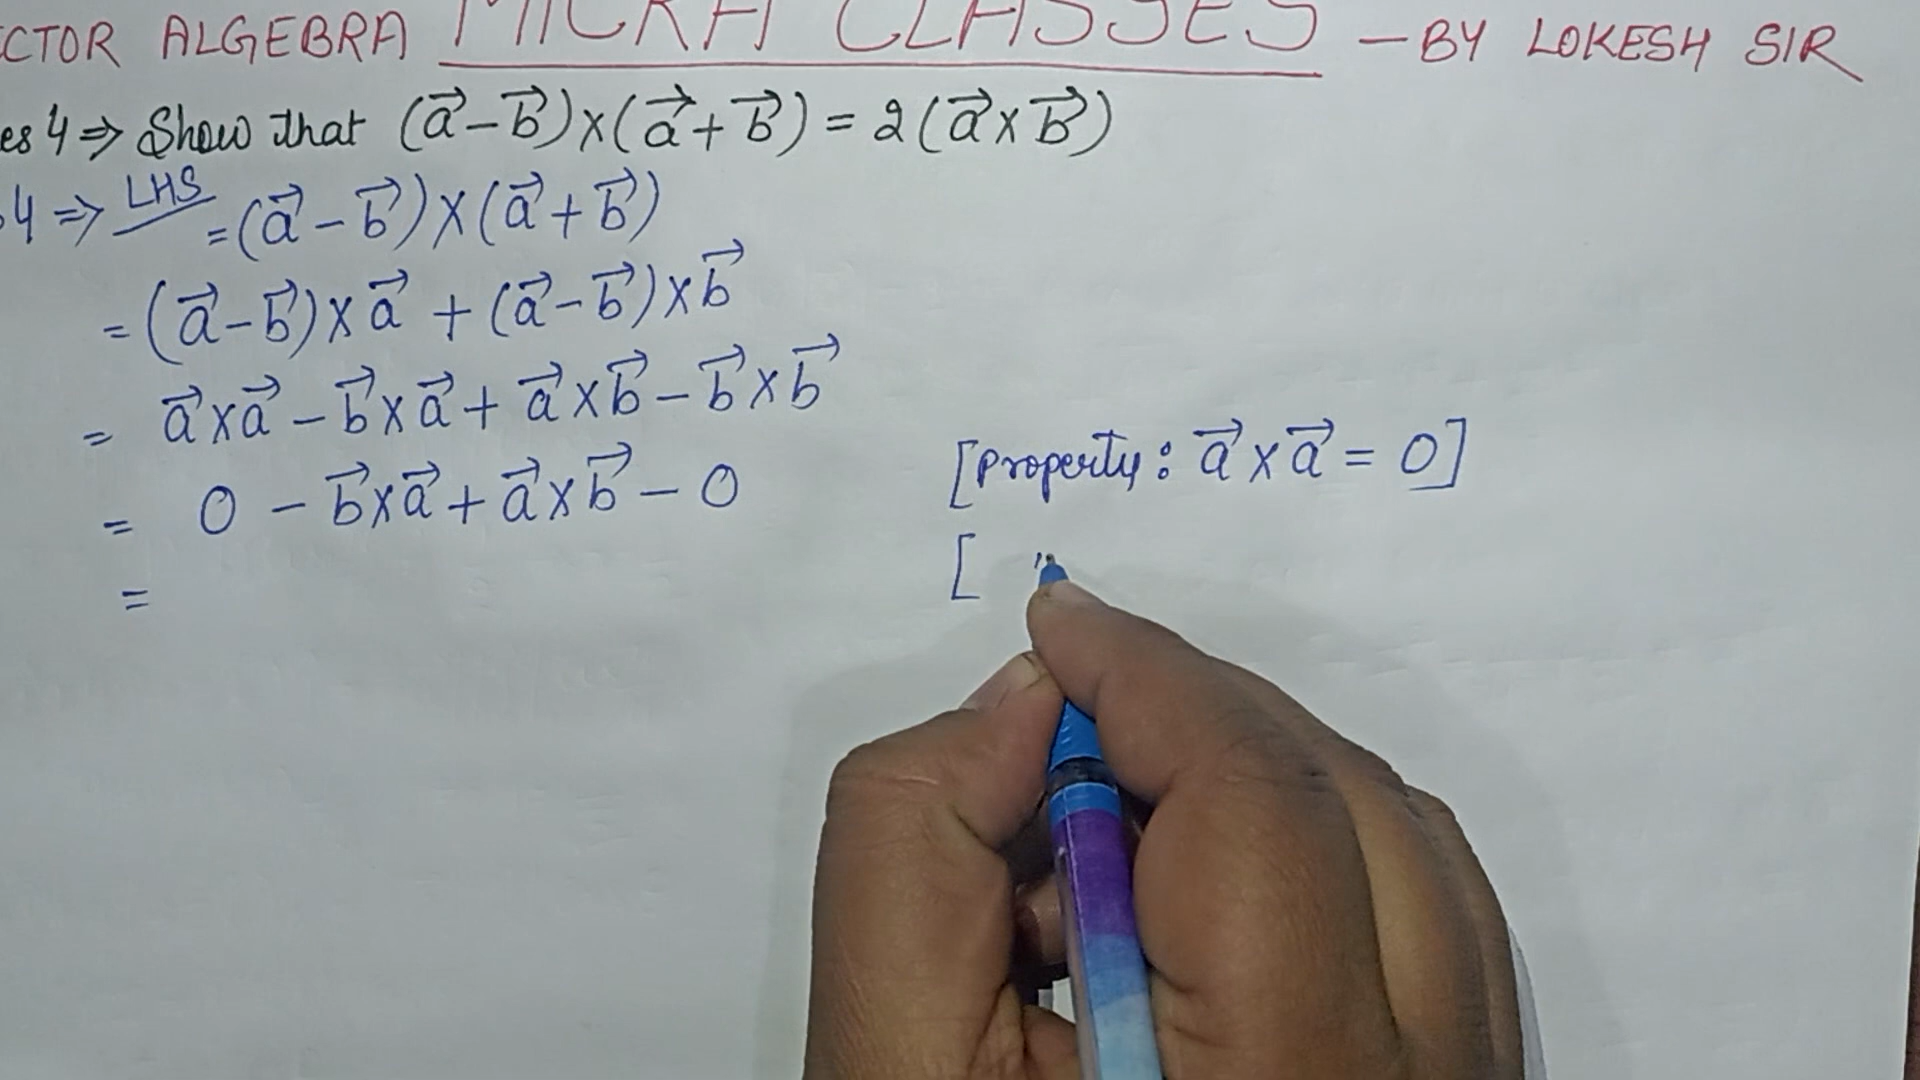 CTOR ALGEBRA MICRA CLASSES - BY LOKESH SIR
es 4 ⇒ Show that (a⃗ - b⃗) × (a⃗ + b⃗) = 2(a⃗ × b⃗)
4 ⇒ LHS = (a⃗ - b⃗) × (a⃗ + b⃗)
= (a⃗ - b⃗) × a⃗ + (a⃗ - b⃗) × b⃗
= a⃗ × a⃗ - b⃗ × a⃗ + a⃗ × b⃗ - b⃗ × b⃗
= 0 - b⃗ × a⃗ + a⃗ × b⃗ - 0 [Property: a⃗ × a⃗ = 0]
= [ "